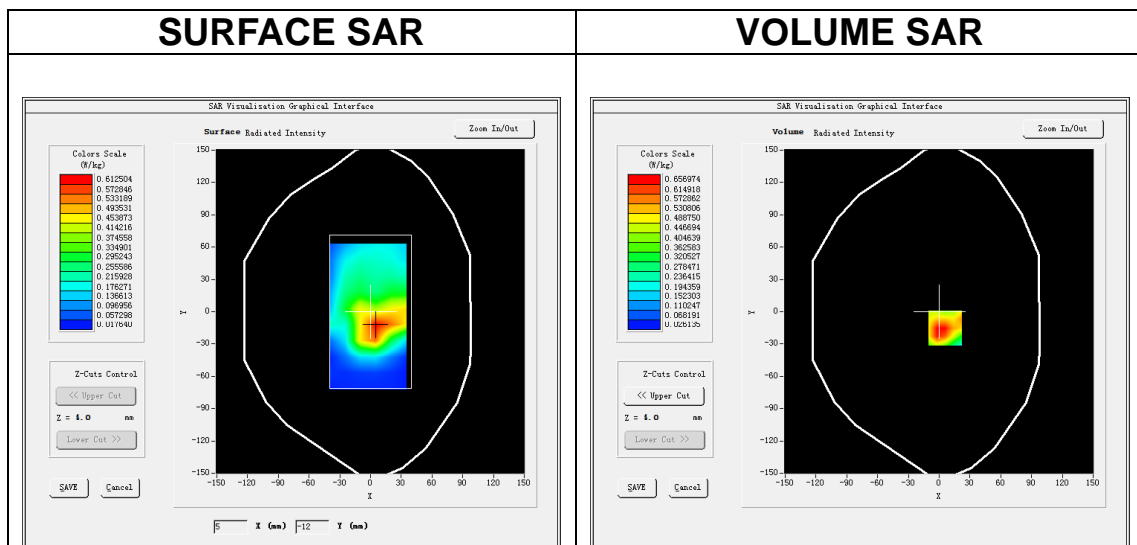 SURFACE SAR
VOLUME SAR
SAR Visualisation Graphical Interface
Surface Radiated Intensity
Zoom In/Out
Colors Scale
(W/kg)
0.612504
0.572846
0.533189
0.493531
0.453873
0.414216
0.374558
0.334901
0.295243
0.255586
0.215928
0.176271
0.136613
0.096956
0.057298
0.017640
Z-Cuts Control
<< Upper Cut
Z = 4.0 mm
Lower Cut >>
SAVE Cancel
150
120
90
60
30
0
-30
-60
-90
-120
-150
Y
-150 -120 -90 -60 -30 0 30 60 90 120 150
X
5 X (mm) -12 Y (mm)
SAR Visualisation Graphical Interface
Volume Radiated Intensity
Zoom In/Out
Colors Scale
(W/kg)
0.656974
0.614918
0.572862
0.530806
0.488750
0.446694
0.404639
0.362583
0.320527
0.278471
0.236415
0.194359
0.152303
0.110247
0.068191
0.026135
Z-Cuts Control
<< Upper Cut
Z = 4.0 mm
Lower Cut >>
SAVE Cancel
150
120
90
60
30
0
-30
-60
-90
-120
-150
Y
-150 -120 -90 -60 -30 0 30 60 90 120 150
X